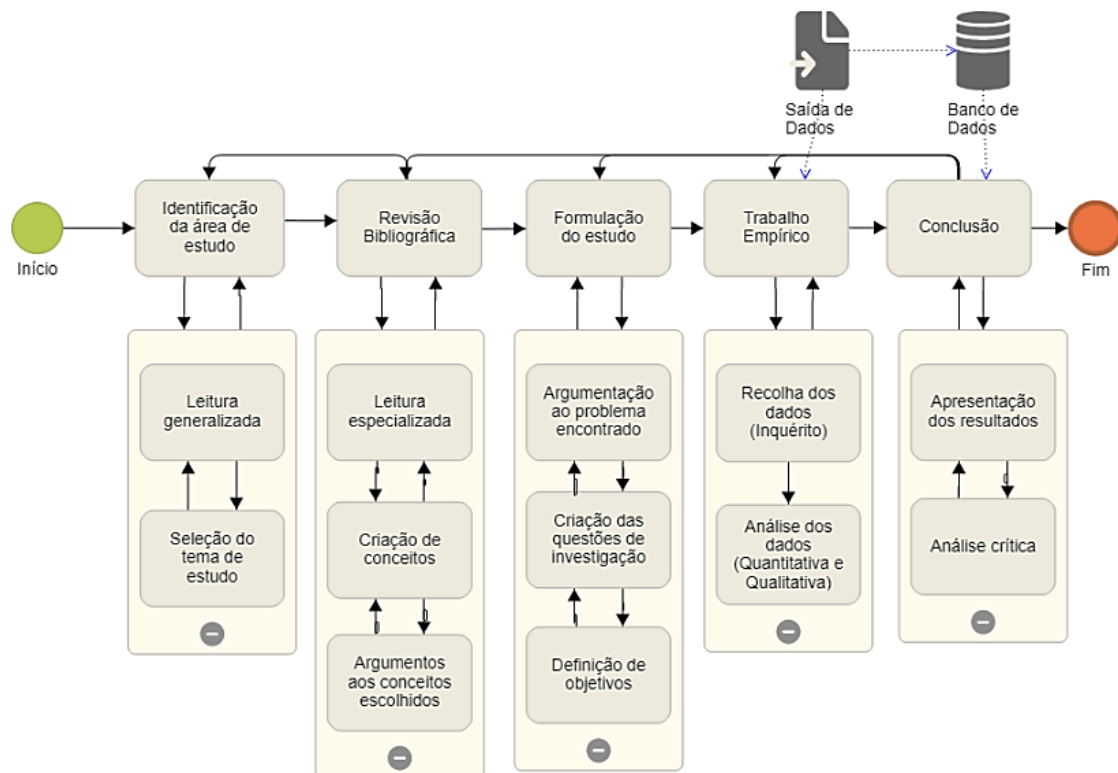 Saída de
Dados
Banco de
Dados
Início
Identificação
da área de
estudo
Revisão
Bibliográfica
Formulação
do estudo
Trabalho
Empírico
Conclusão
Fim
Leitura
generalizada
Seleção do
tema de
estudo
Leitura
especializada
Criação de
conceitos
Argumentos
aos conceitos
escolhidos
Argumentação
ao problema
encontrado
Criação das
questões de
investigação
Definição de
objetivos
Recolha dos
dados
(Inquérito)
Análise dos
dados
(Quantitativa e
Qualitativa)
Apresentação
dos resultados
Análise crítica